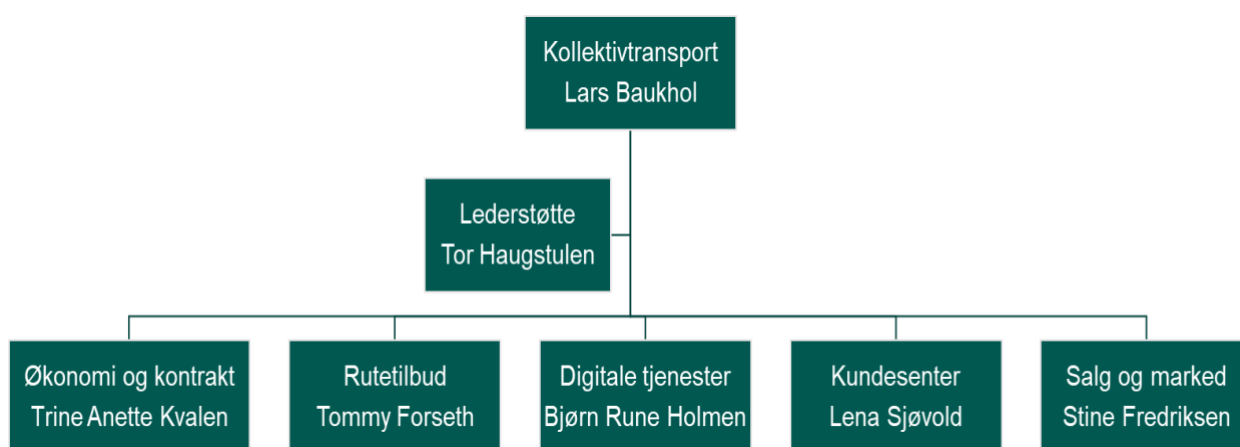 Kollektivtransport
Lars Baukhol
Lederstøtte
Tor Haugstulen
Økonomi og kontrakt
Trine Anette Kvalen
Rutetilbud
Tommy Forseth
Digitale tjenester
Bjørn Rune Holmen
Kundesenter
Lena Sjøvold
Salg og marked
Stine Fredriksen